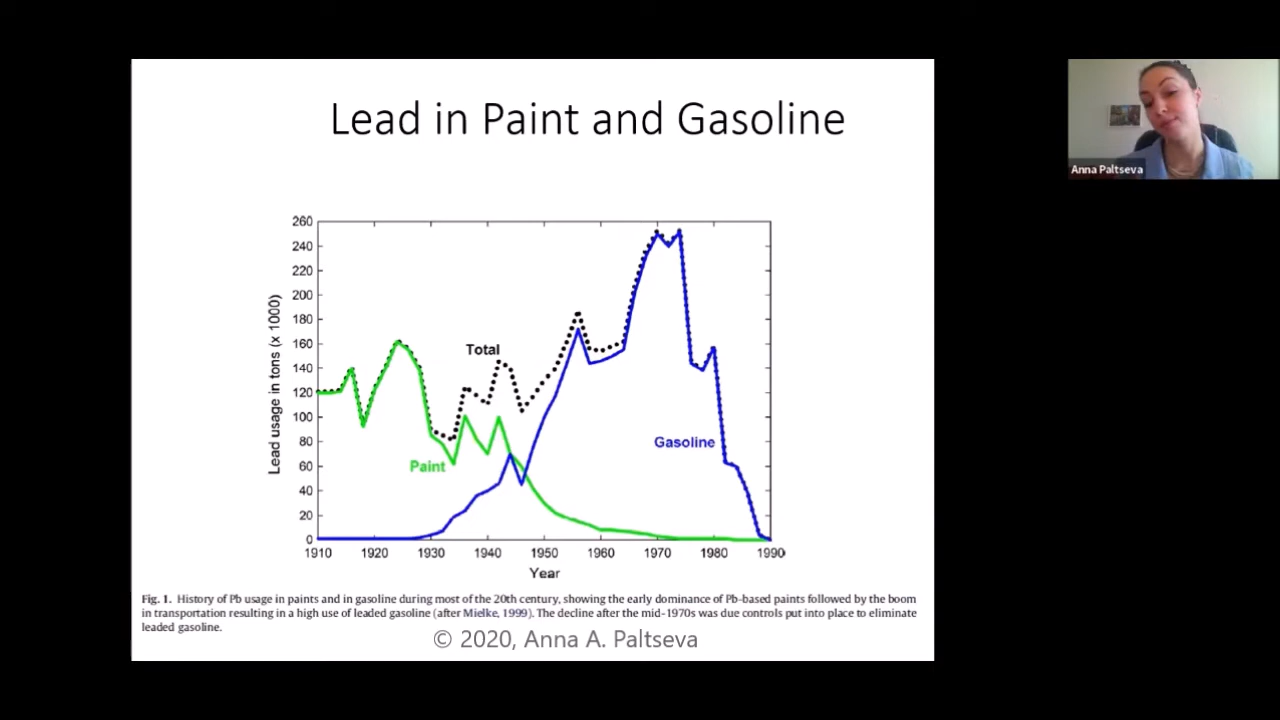 Lead in Paint and Gasoline
Anna Paltseva
260
240
220
200
180
160
140
120
100
80
60
40
20
0
Lead usage in tons (x 1000)
Total
Paint
Gasoline
1910 1920 1930 1940 1950 1960 1970 1980 1990
Year
Fig. 1. History of Pb usage in paints and in gasoline during most of the 20th century, showing the early dominance of Pb-based paints followed by the boom
in transportation resulting in a high use of leaded gasoline (after Mielke, 1999). The decline after the mid-1970s was due controls put into place to eliminate
leaded gasoline.
© 2020, Anna A. Paltseva